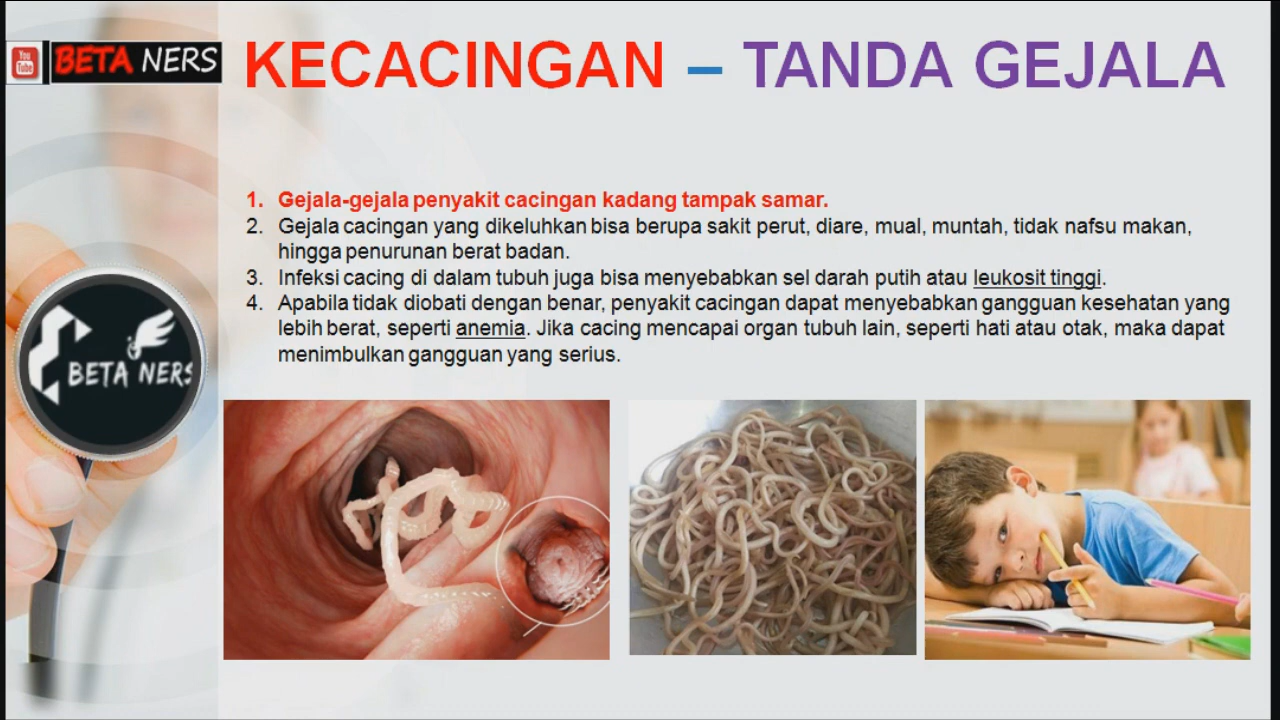 You
Tube
BETA NERS
KECACINGAN – TANDA GEJALA
1. Gejala-gejala penyakit cacingan kadang tampak samar.
2. Gejala cacingan yang dikeluhkan bisa berupa sakit perut, diare, mual, muntah, tidak nafsu makan,
hingga penurunan berat badan.
3. Infeksi cacing di dalam tubuh juga bisa menyebabkan sel darah putih atau leukosit tinggi.
4. Apabila tidak diobati dengan benar, penyakit cacingan dapat menyebabkan gangguan kesehatan yang
lebih berat, seperti anemia. Jika cacing mencapai organ tubuh lain, seperti hati atau otak, maka dapat
menimbulkan gangguan yang serius.
BETA NERS